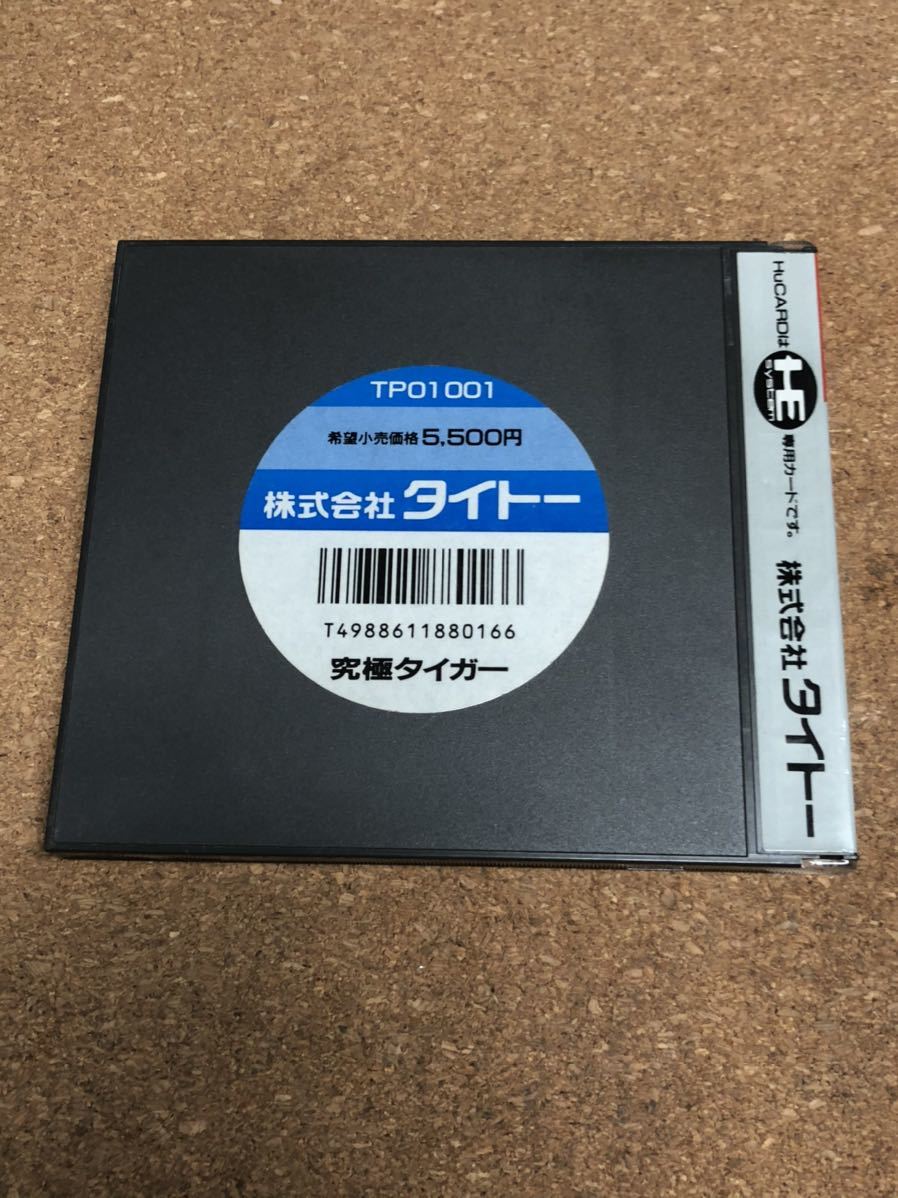 TP01001
希望小売価格 5,500円
株式会社 タイトー
T4988611880166
究極タイガー
HuCARDは HE SYSTEM 専用カードです。 株式会社 タイトー